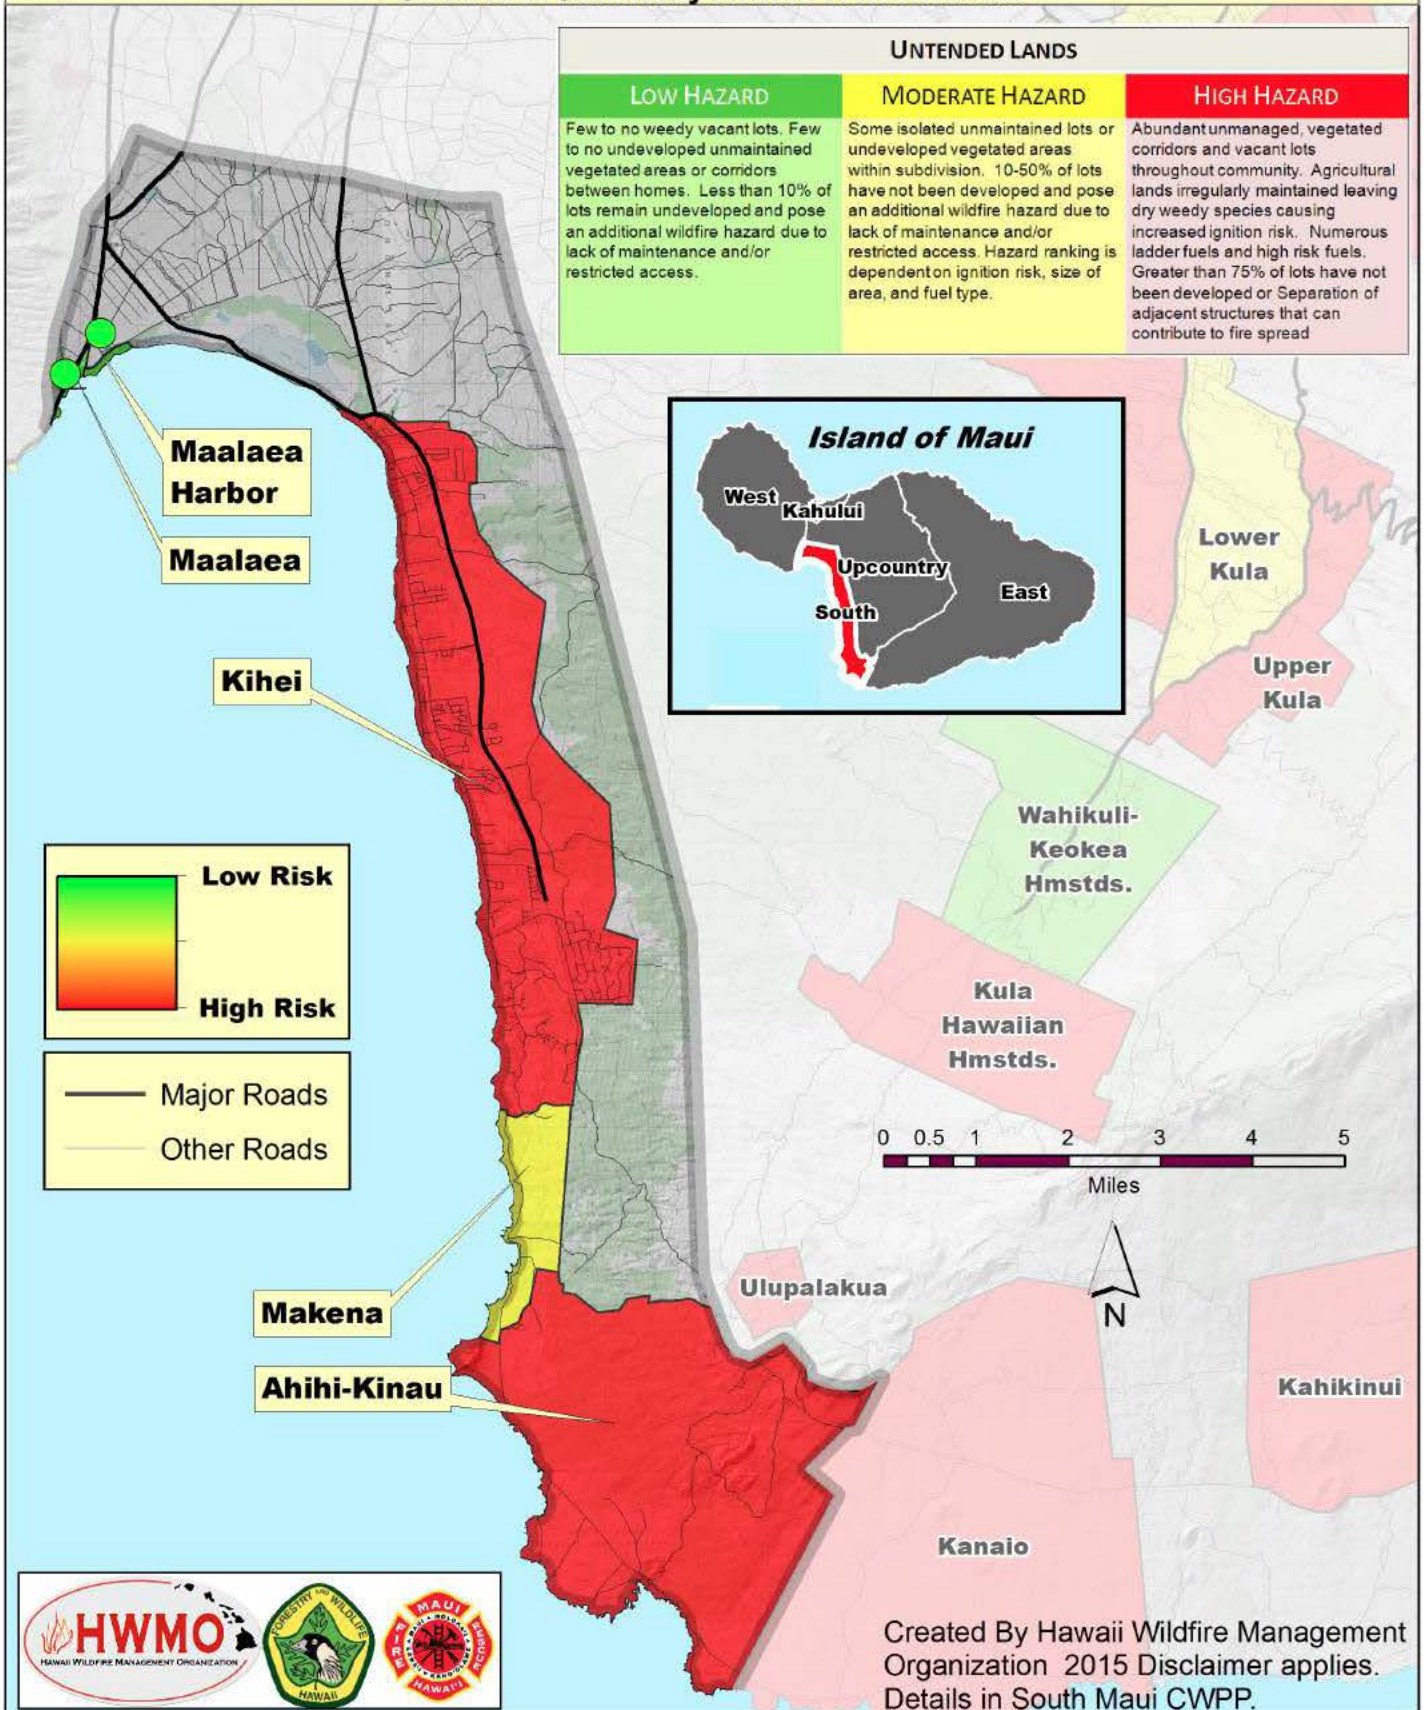 UNTENDED LANDS
LOW HAZARD
Few to no weedy vacant lots. Few
to no undeveloped unmaintained
vegetated areas or corridors
between homes. Less than 10% of
lots remain undeveloped and pose
an additional wildfire hazard due to
lack of maintenance and/or
restricted access.
MODERATE HAZARD
Some isolated unmaintained lots or
undeveloped vegetated areas
within subdivision. 10-50% of lots
have not been developed and pose
an additional wildfire hazard due to
lack of maintenance and/or
restricted access. Hazard ranking is
dependent on ignition risk, size of
area, and fuel type.
HIGH HAZARD
Abundant unmanaged, vegetated
corridors and vacant lots
throughout community. Agricultural
lands irregularly maintained leaving
dry weedy species causing
increased ignition risk. Numerous
ladder fuels and high risk fuels.
Greater than 75% of lots have not
been developed or Separation of
adjacent structures that can
contribute to fire spread
Maalaea
Harbor
Maalaea
Kihei
Island of Maui
West
Kahului
Upcountry
South
East
Lower
Kula
Upper
Kula
Wahikuli-
Keokea
Hmstds.
Kula
Hawaiian
Hmstds.
Low Risk
High Risk
Major Roads
Other Roads
0 0.5 1 2 3 4 5
Miles
N
Makena
Ahihi-Kinau
Ulupalakua
Kahikinui
Kanaio
HWMO
HAWAII WILDFIRE MANAGEMENT ORGANIZATION
FORESTRY AND WILDLIFE
HAWAII
MAUI
FIRE
RESCUE
HAWAI'I
Created By Hawaii Wildfire Management
Organization 2015 Disclaimer applies.
Details in South Maui CWPP.